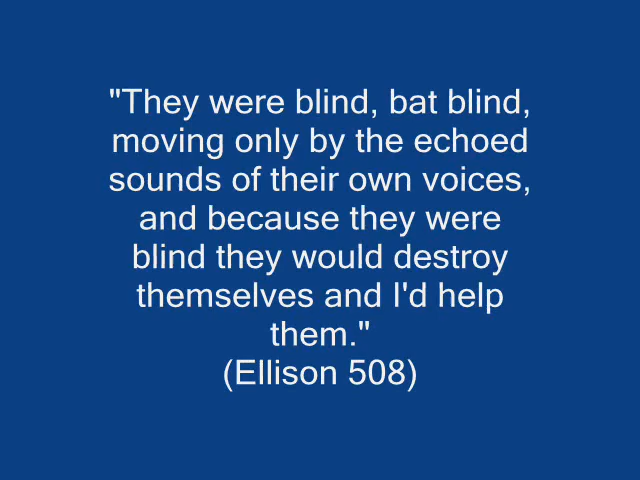 "They were blind, bat blind,
moving only by the echoed
sounds of their own voices,
and because they were
blind they would destroy
themselves and I'd help
them."
(Ellison 508)